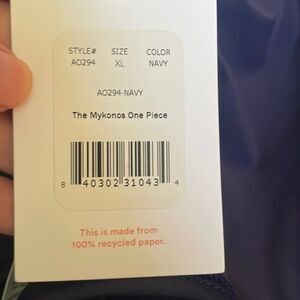 STYLE# SIZE COLOR
AO294 XL NAVY
AO294-NAVY
The Mykonos One Piece
8 40302 31043 4
This is made from
100% recycled paper.